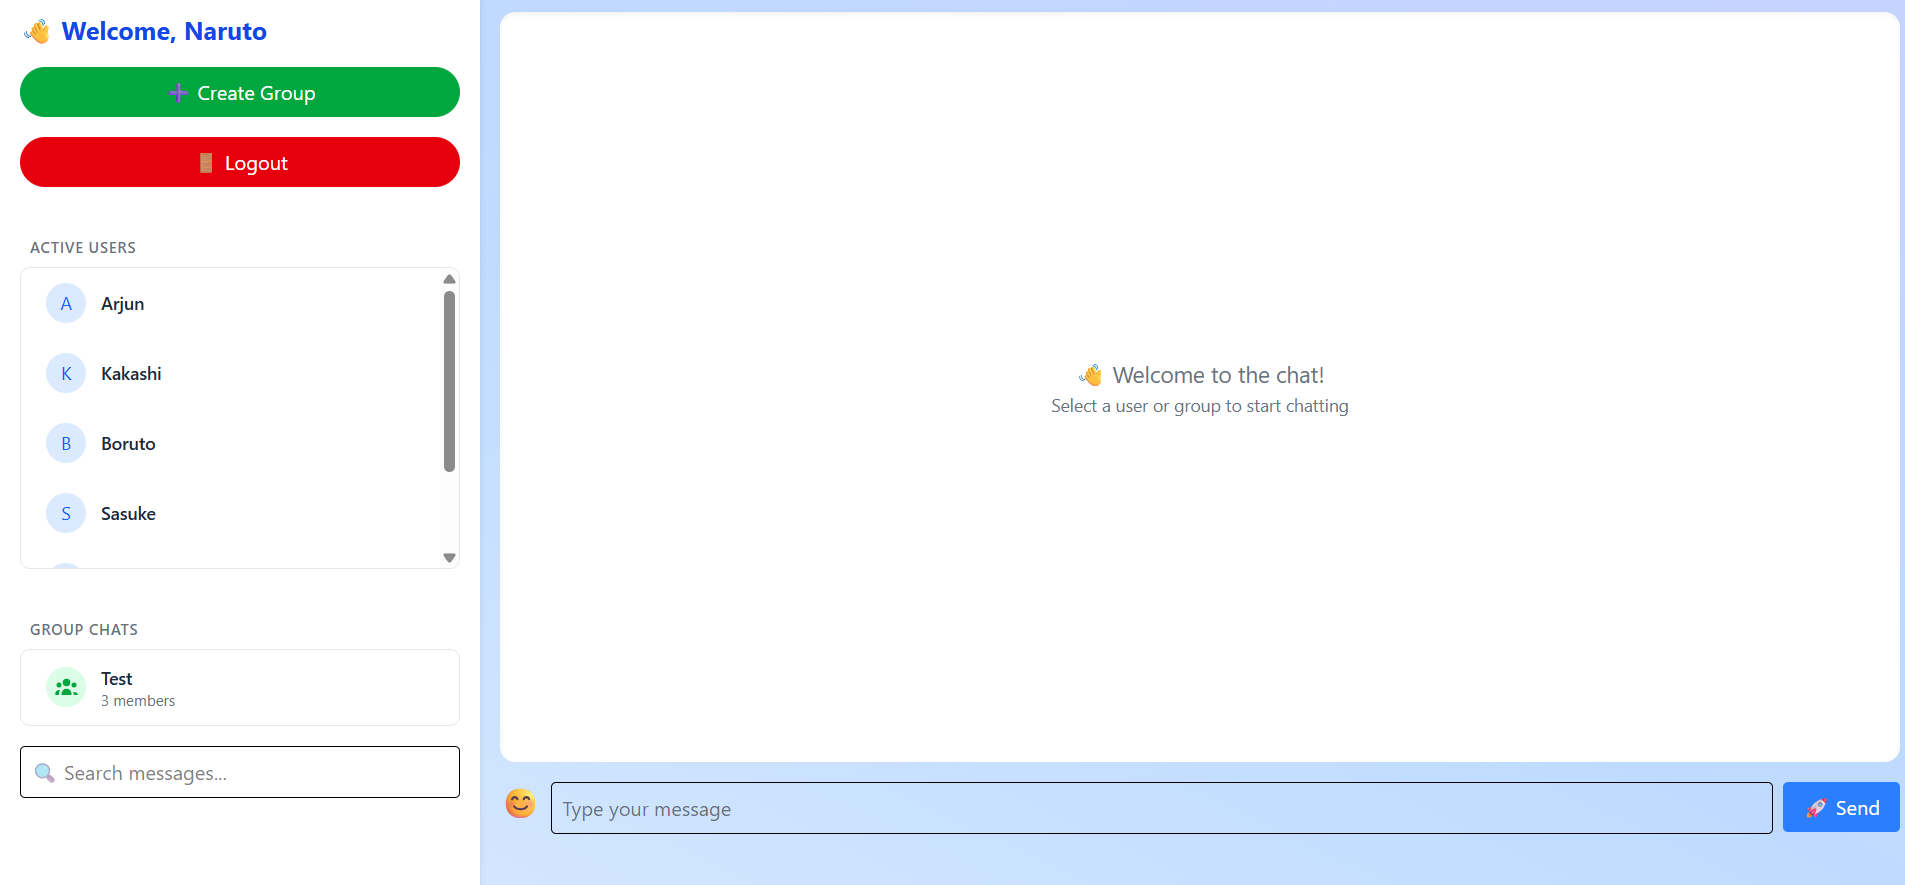 👋 Welcome, Naruto
➕ Create Group
🚪 Logout
ACTIVE USERS
A Arjun
K Kakashi
B Boruto
S Sasuke
GROUP CHATS
Test
3 members
🔍 Search messages...
👋 Welcome to the chat!
Select a user or group to start chatting
😊 Type your message
🚀 Send